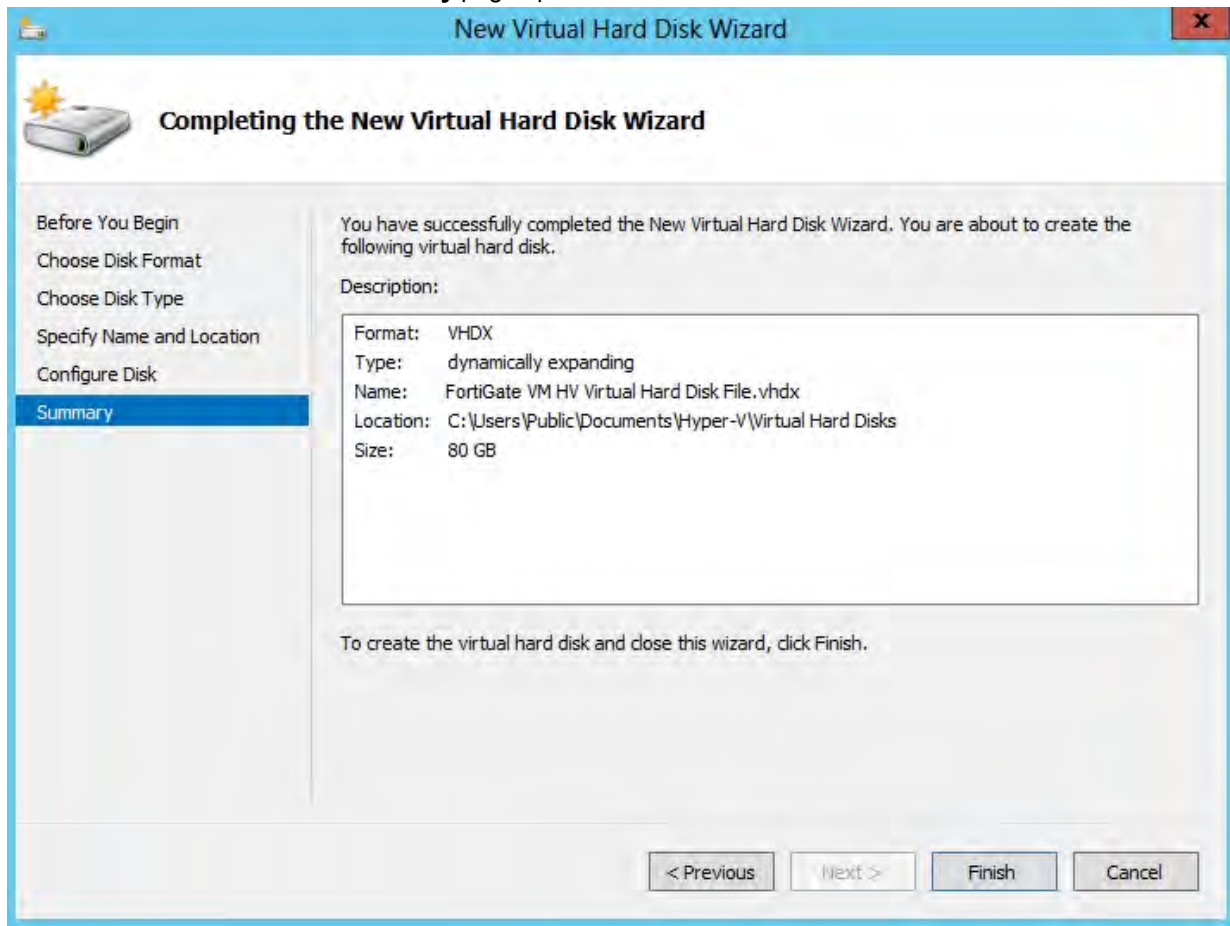 New Virtual Hard Disk Wizard
x
Completing the New Virtual Hard Disk Wizard
Before You Begin
Choose Disk Format
Choose Disk Type
Specify Name and Location
Configure Disk
Summary
You have successfully completed the New Virtual Hard Disk Wizard. You are about to create the
following virtual hard disk.
Description:
Format: VHDX
Type: dynamically expanding
Name: FortiGate VM HV Virtual Hard Disk File.vhdx
Location: C:\Users\Public\Documents\Hyper-V\Virtual Hard Disks
Size: 80 GB
To create the virtual hard disk and close this wizard, click Finish.
< Previous Next > Finish Cancel